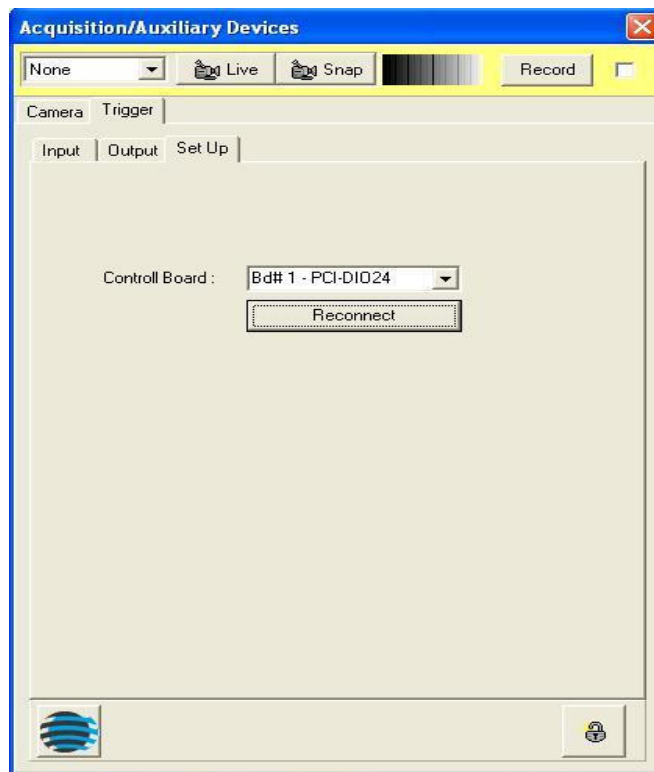 Acquisition/Auxiliary Devices
None Live Snap Record
Camera Trigger
Input Output Set Up
Controll Board : Bd# 1 - PCI-DIO24
Reconnect